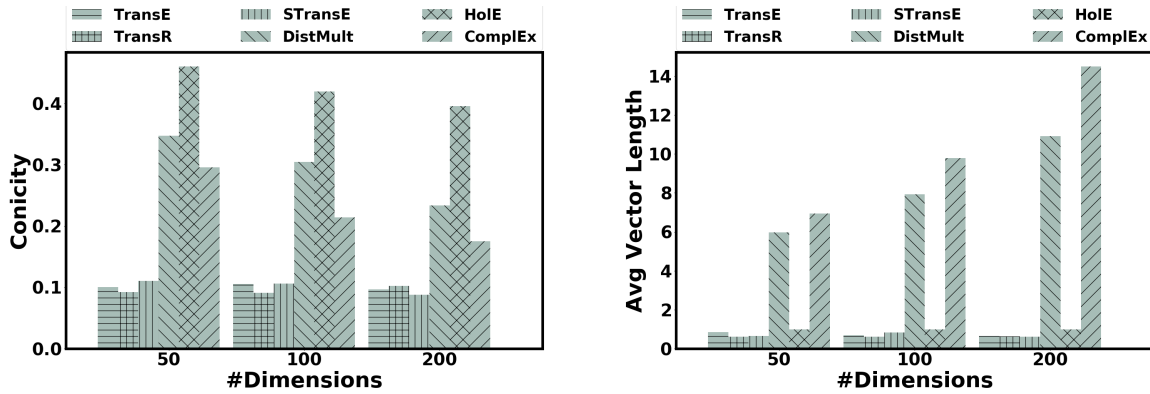 TransE STransE HolE
TransR DistMult ComplEx
Conicity
0.4
0.3
0.2
0.1
0.0
50 100 200
#Dimensions
TransE STransE HolE
TransR DistMult ComplEx
Avg Vector Length
14
12
10
8
6
4
2
0
50 100 200
#Dimensions